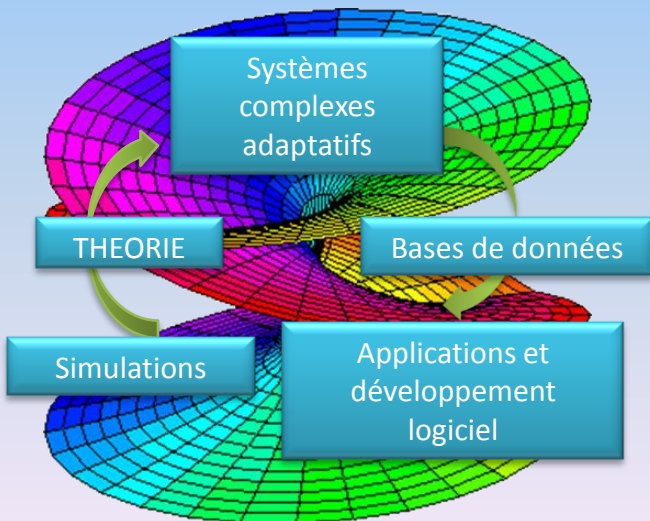 Systèmes
complexes
adaptatifs
THEORIE
Bases de données
Simulations
Applications et
développement
logiciel